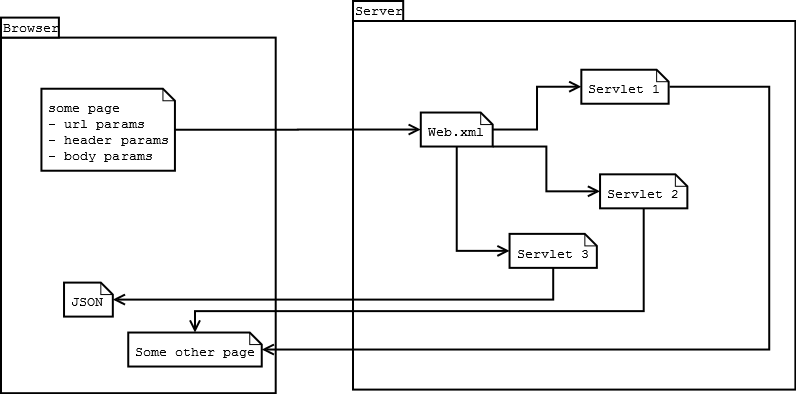 Browser
Server
some page
- url params
- header params
- body params
Web.xml
Servlet 1
Servlet 2
Servlet 3
JSON
Some other page